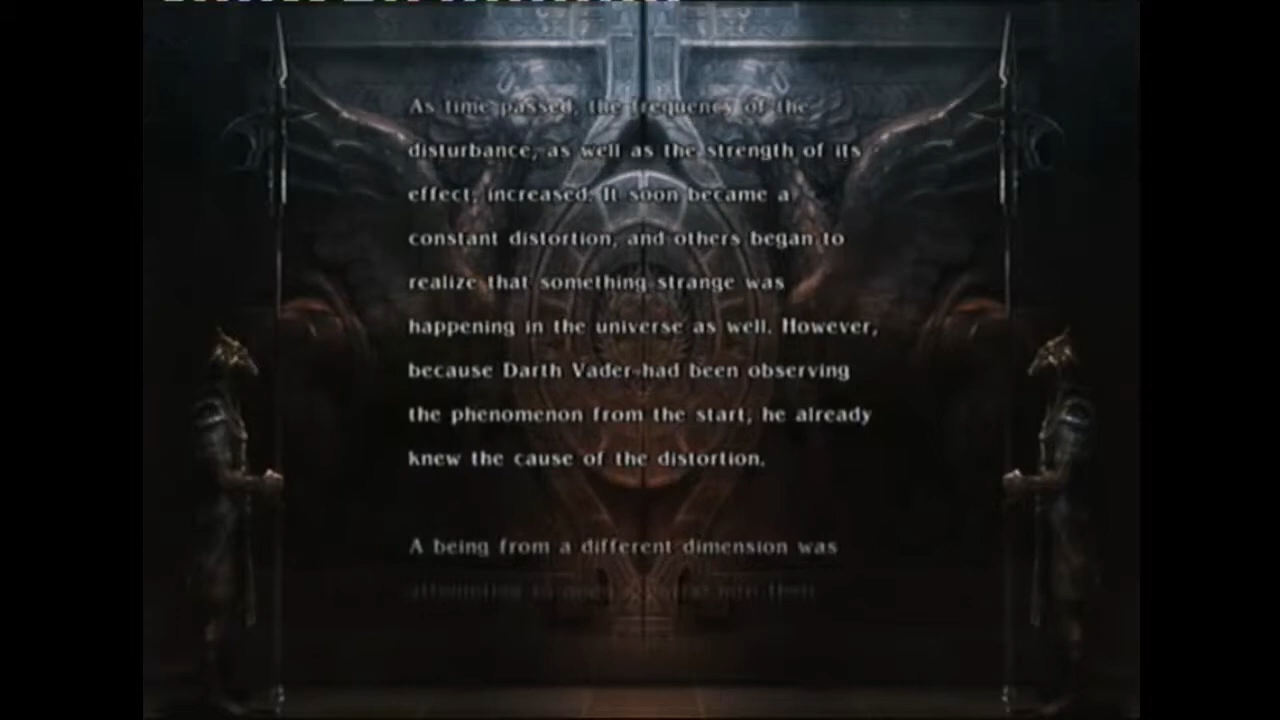 As time passed, the frequency of the
disturbance, as well as the strength of its
effect, increased. It soon became a
constant distortion, and others began to
realize that something strange was
happening in the universe as well. However,
because Darth Vader had been observing
the phenomenon from the start, he already
knew the cause of the distortion.
A being from a different dimension was
into their